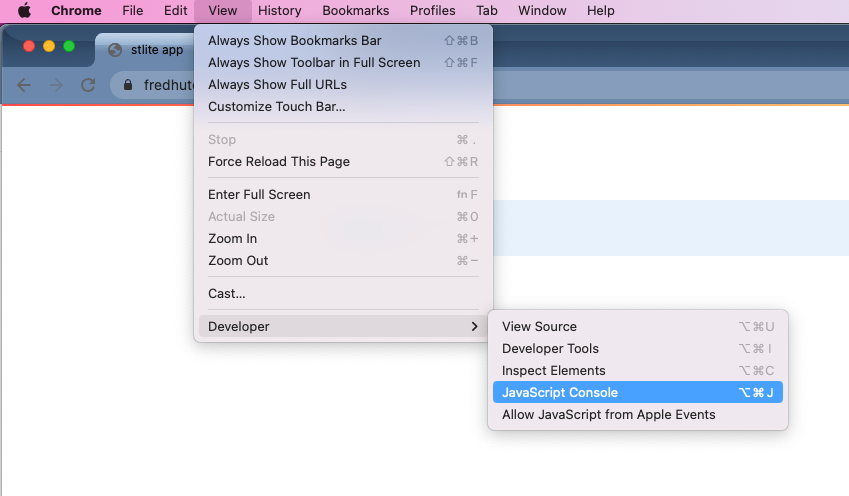 Chrome File Edit View History Bookmarks Profiles Tab Window Help
stlite app
fredhutc
Always Show Bookmarks Bar ⇧⌘B
Always Show Toolbar in Full Screen ⇧⌘F
Always Show Full URLs
Customize Touch Bar...
Stop ⌘.
Force Reload This Page ⇧⌘R
Enter Full Screen fn F
Actual Size ⌘0
Zoom In ⌘+
Zoom Out ⌘−
Cast...
Developer >
View Source ⌥⌘U
Developer Tools ⌥⌘I
Inspect Elements ⌥⌘C
JavaScript Console ⌥⌘J
Allow JavaScript from Apple Events